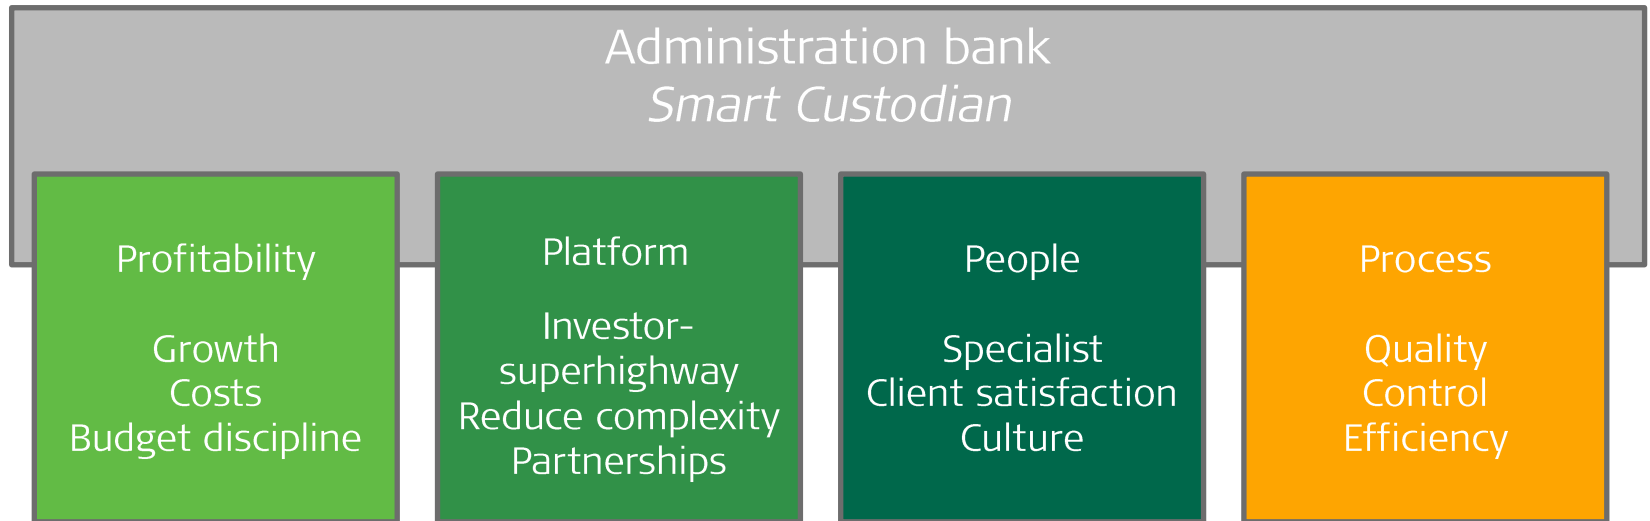 Administration bank
Smart Custodian
Profitability
Growth
Costs
Budget discipline
Platform
Investor-
superhighway
Reduce complexity
Partnerships
People
Specialist
Client satisfaction
Culture
Process
Quality
Control
Efficiency